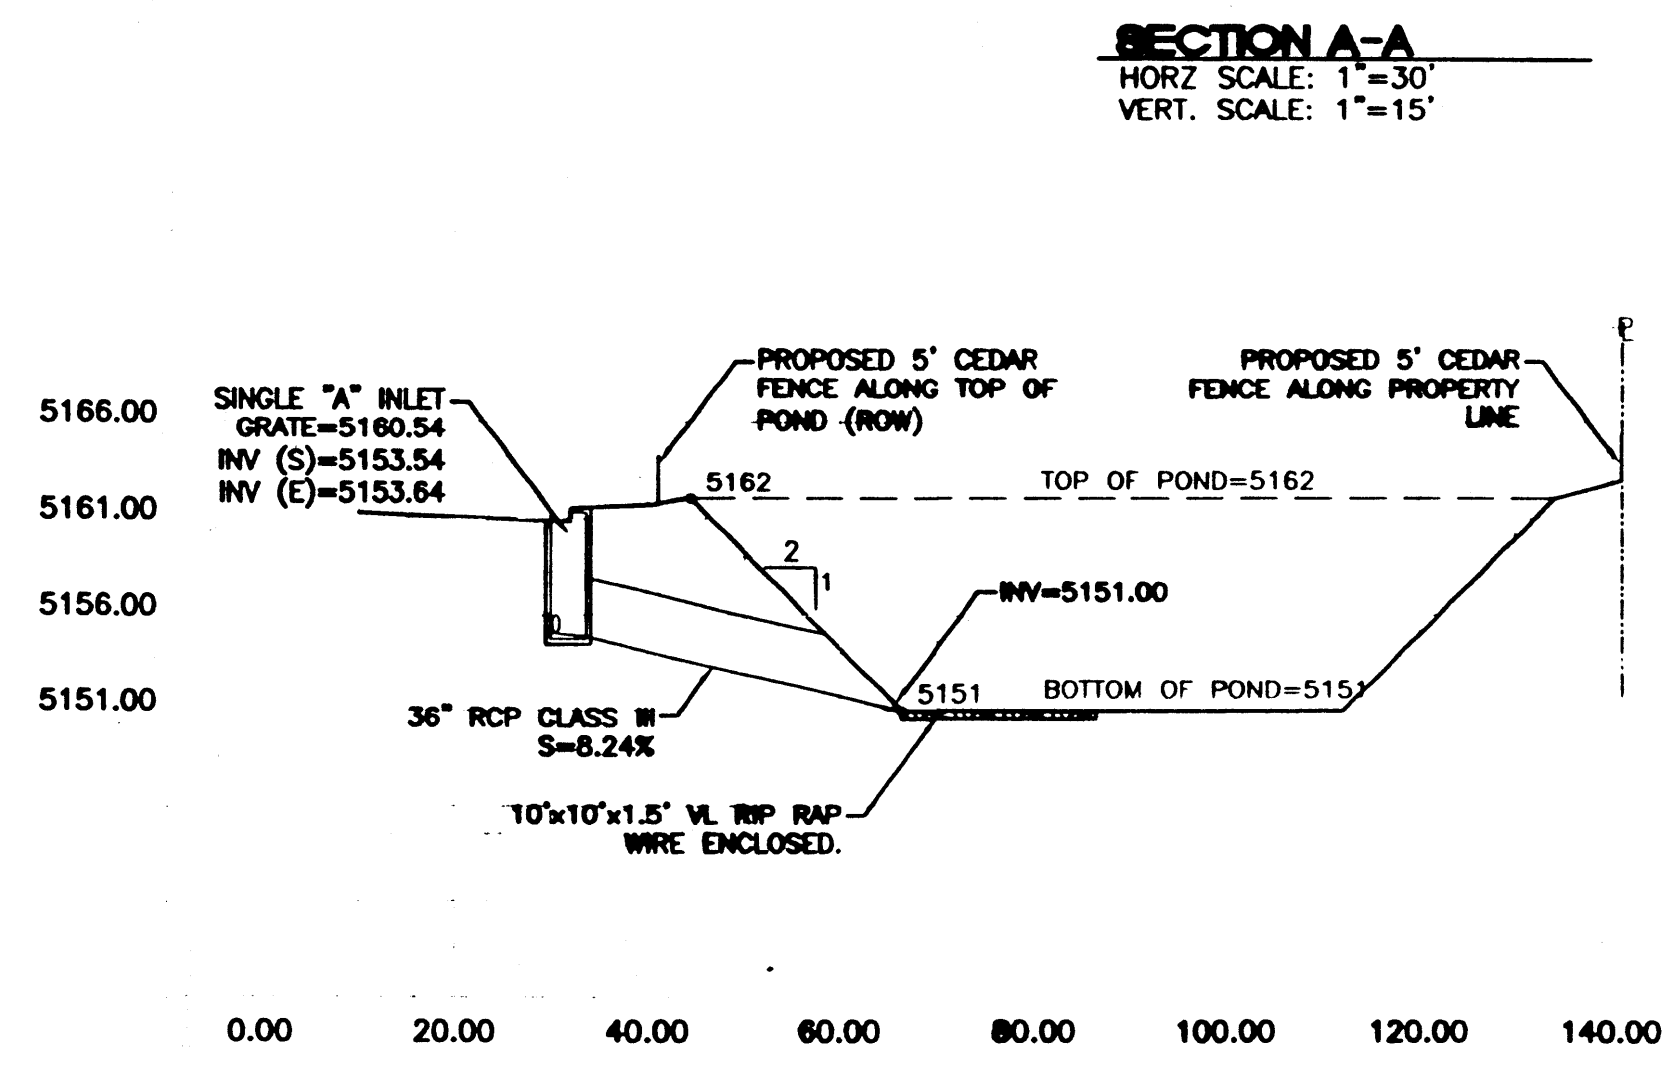 SECTION A-A
HORZ SCALE: 1"=30'
VERT. SCALE: 1"=15'
PL
PROPOSED 5' CEDAR
FENCE ALONG TOP OF
POND (ROW)
PROPOSED 5' CEDAR
FENCE ALONG PROPERTY
LINE
SINGLE "A" INLET
GRATE=5160.54
INV (S)=5153.54
INV (E)=5153.64
5166.00
5161.00
5156.00
5151.00
5162
TOP OF POND=5162
2
1
INV=5151.00
5151
BOTTOM OF POND=5151
36" RCP CLASS III
S=8.24%
10'x10'x1.5' VL RIP RAP
WIRE ENCLOSED.
0.00 20.00 40.00 60.00 80.00 100.00 120.00 140.00